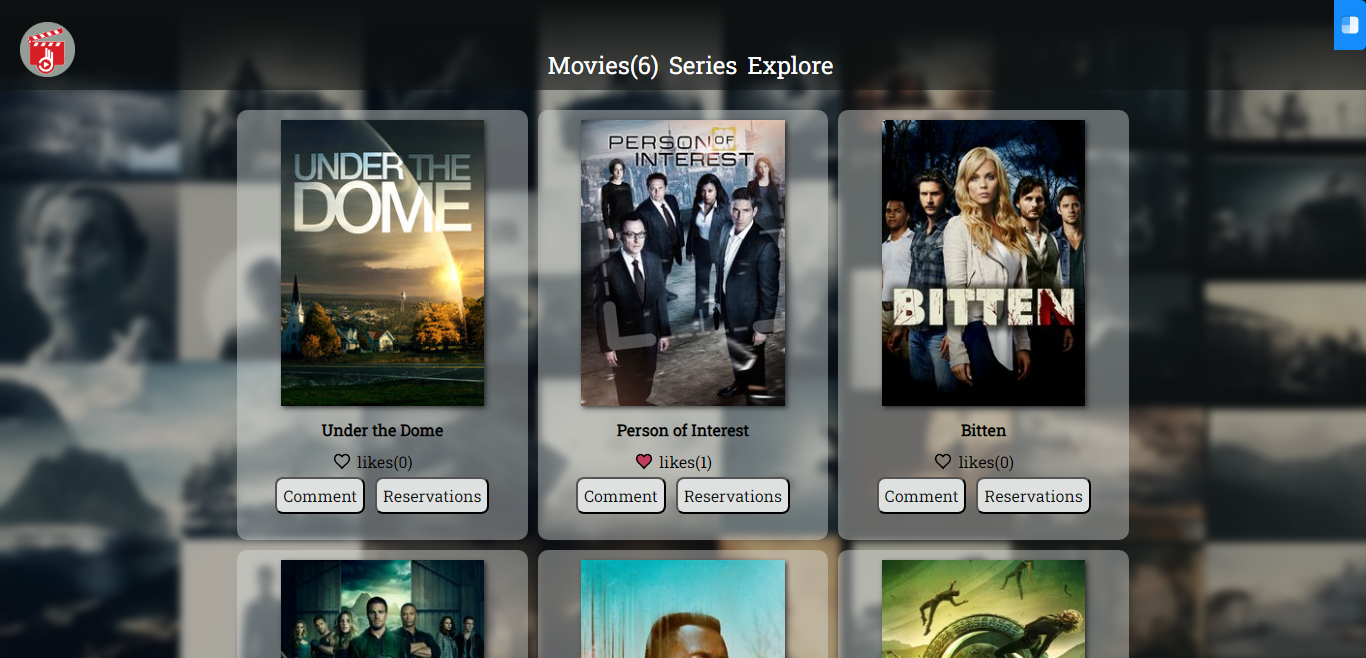 Movies(6) Series Explore
UNDER THE
DOME
PERSON OF
INTEREST
BITTEN
Under the Dome
Person of Interest
Bitten
likes(0)
likes(1)
likes(0)
Comment
Reservations
Comment
Reservations
Comment
Reservations